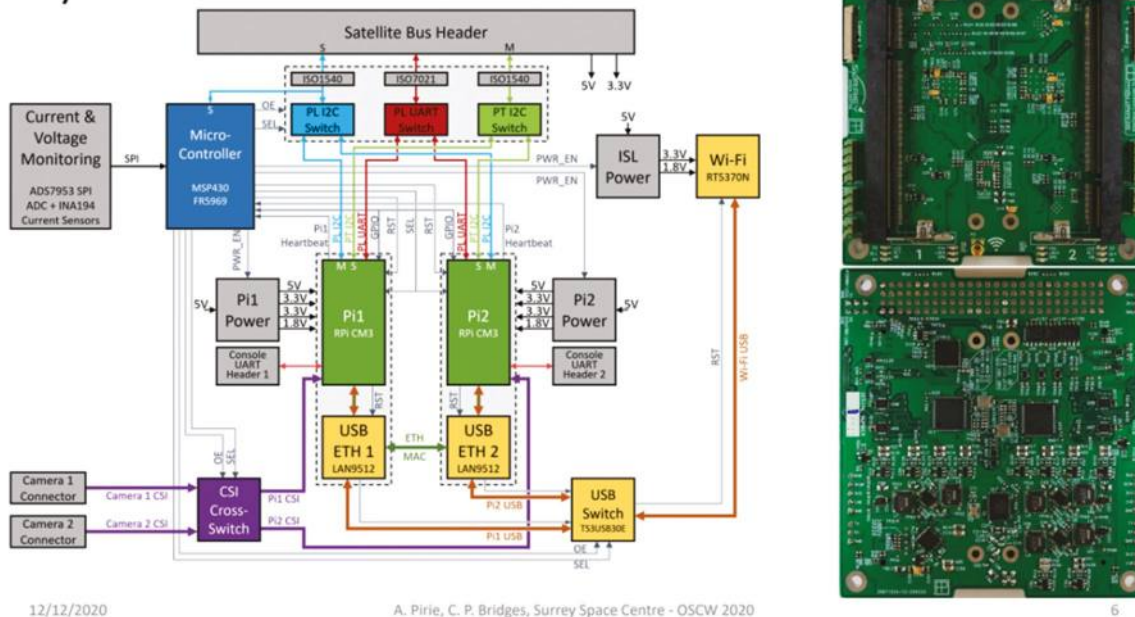 Satellite Bus Header
S
M
ISO1540
ISO7021
ISO1540
5V
3.3V
Current &
Voltage
Monitoring
ADS7953 SPI
ADC + INA194
Current Sensors
SPI
S
Micro-
Controller
MSP430
FR5969
OE
SEL
PL I2C
Switch
PL UART
Switch
PT I2C
Switch
PWR_EN
PWR_EN
5V
ISL
Power
3.3V
1.8V
Wi-Fi
RT5370N
PWR_EN
Pi1
Heartbeat
PL I2C
PT I2C
PL UART
GPIO
RST
SEL
RST
GPIO
PL UART
PT I2C
PL I2C
Pi2
Heartbeat
5V
Pi1
Power
5V
3.3V
3.3V
1.8V
M S
Pi1
RPi CM3
S M
Pi2
RPi CM3
5V
3.3V
3.3V
1.8V
Pi2
Power
5V
Console
UART
Header 1
Console
UART
Header 2
RST
RST
RST
Wi-Fi USB
USB
ETH 1
LAN9512
ETH
MAC
USB
ETH 2
LAN9512
OE
SEL
Camera 1
Connector
Camera 1 CSI
Camera 2
Connector
Camera 2 CSI
CSI
Cross-
Switch
Pi1 CSI
Pi2 CSI
Pi2 USB
Pi1 USB
USB
Switch
TS3USB30E
OE
SEL
1
2
12/12/2020
A. Pirie, C. P. Bridges, Surrey Space Centre - OSCW 2020
6